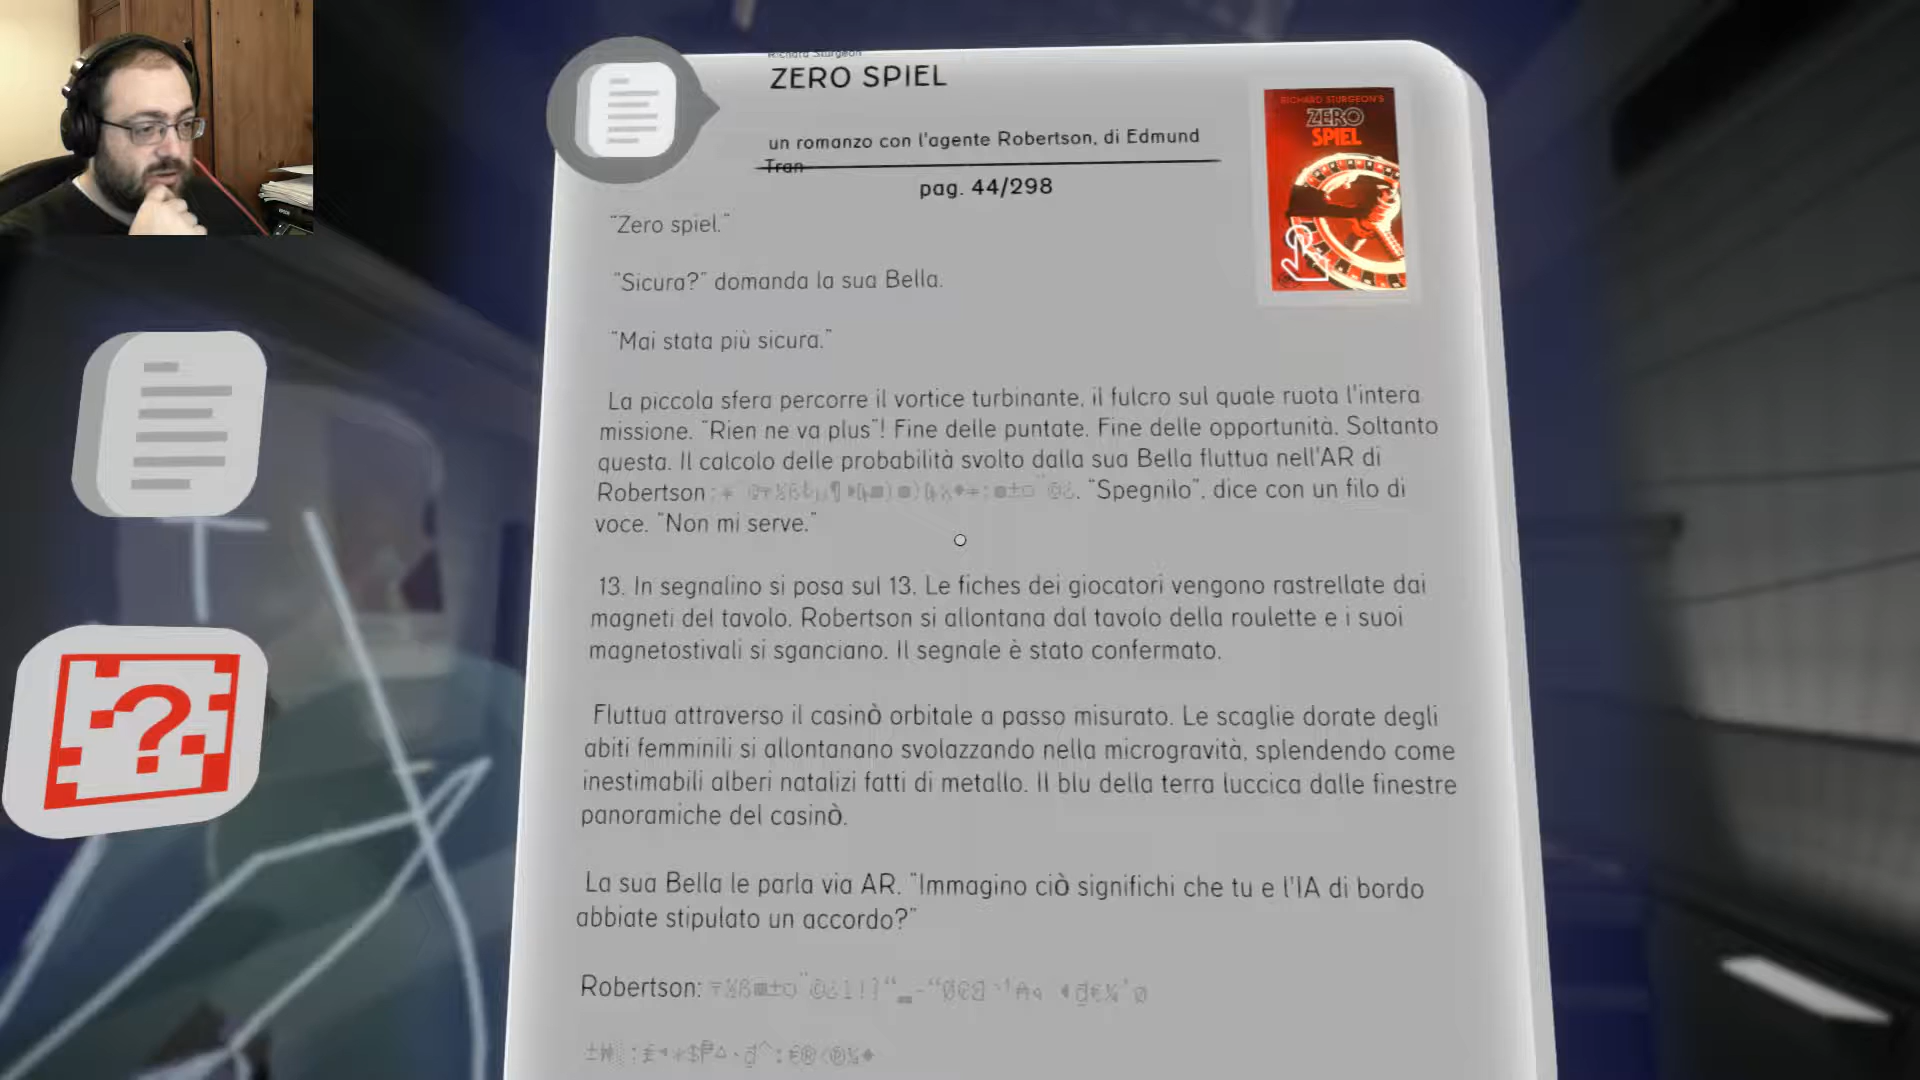 Richard Sturgeon
ZERO SPIEL
un romanzo con l'agente Robertson, di Edmund
Tran
pag. 44/298
RICHARD STURGEON'S
ZERO
SPIEL
"Zero spiel."
"Sicura?" domanda la sua Bella.
"Mai stata più sicura."
La piccola sfera percorre il vortice turbinante, il fulcro sul quale ruota l'intera
missione. "Rien ne va plus"! Fine delle puntate. Fine delle opportunità. Soltanto
questa. Il calcolo delle probabilità svolto dalla sua Bella fluttua nell'AR di
Robertson . "Spegnilo", dice con un filo di
voce. "Non mi serve."
13. In segnalino si posa sul 13. Le fiches dei giocatori vengono rastrellate dai
magneti del tavolo. Robertson si allontana dal tavolo della roulette e i suoi
magnetostivali si sganciano. Il segnale è stato confermato.
Fluttua attraverso il casinò orbitale a passo misurato. Le scaglie dorate degli
abiti femminili si allontanano svolazzando nella microgravità, splendendo come
inestimabili alberi natalizi fatti di metallo. Il blu della terra luccica dalle finestre
panoramiche del casinò.
La sua Bella le parla via AR. "Immagino ciò significhi che tu e l'IA di bordo
abbiate stipulato un accordo?"
Robertson:
?